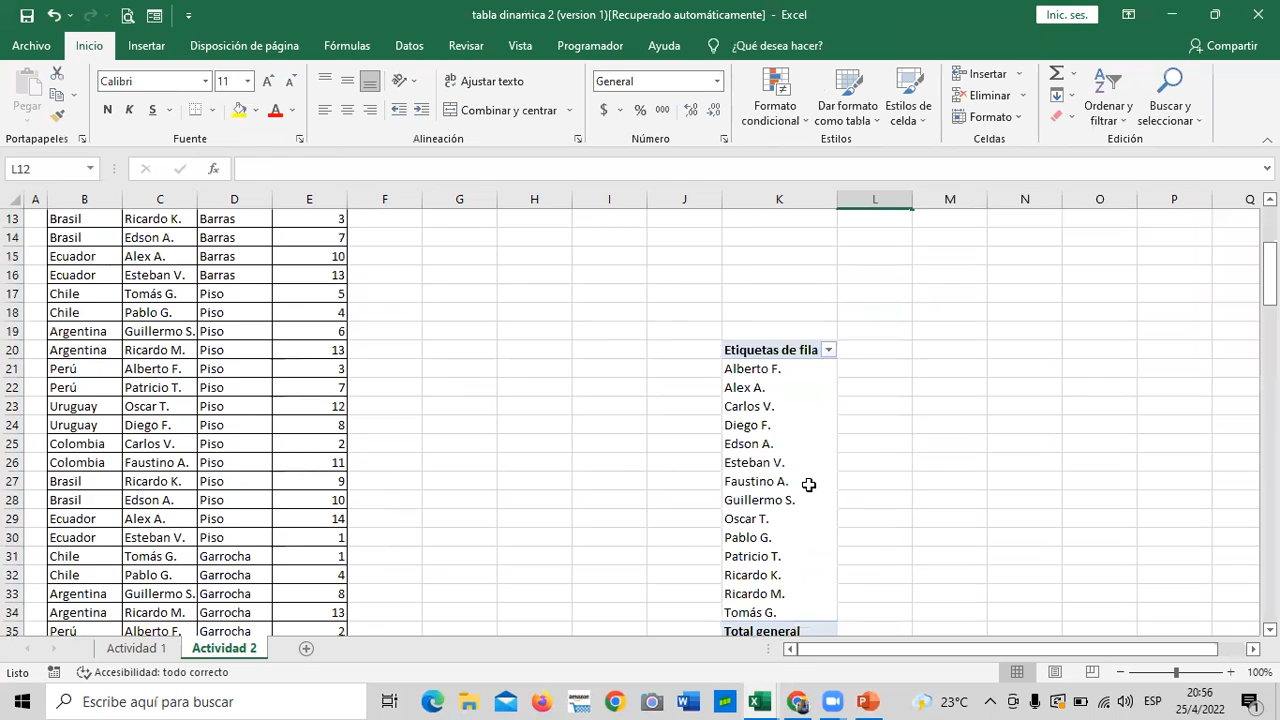 tabla dinamica 2 (version 1)[Recuperado automáticamente] - Excel
Inic. ses.
Archivo Inicio Insertar Disposición de página Fórmulas Datos Revisar Vista Programador Ayuda ¿Qué desea hacer? Compartir
Pegar
Calibri 11
N K S
Ajustar texto
Combinar y centrar
General
$ % 000
Formato condicional
Dar formato como tabla
Estilos de celda
Insertar
Eliminar
Formato
Ordenar y filtrar
Buscar y seleccionar
Portapapeles Fuente Alineación Número Estilos Celdas Edición
L12 fx
A B C D E F G H I J K L M N O P Q
13 Brasil Ricardo K. Barras 3
14 Brasil Edson A. Barras 7
15 Ecuador Alex A. Barras 10
16 Ecuador Esteban V. Barras 13
17 Chile Tomás G. Piso 5
18 Chile Pablo G. Piso 4
19 Argentina Guillermo S. Piso 6
20 Argentina Ricardo M. Piso 13 Etiquetas de fila
21 Perú Alberto F. Piso 3 Alberto F.
22 Perú Patricio T. Piso 7 Alex A.
23 Uruguay Oscar T. Piso 12 Carlos V.
24 Uruguay Diego F. Piso 8 Diego F.
25 Colombia Carlos V. Piso 2 Edson A.
26 Colombia Faustino A. Piso 11 Esteban V.
27 Brasil Ricardo K. Piso 9 Faustino A.
28 Brasil Edson A. Piso 10 Guillermo S.
29 Ecuador Alex A. Piso 14 Oscar T.
30 Ecuador Esteban V. Piso 1 Pablo G.
31 Chile Tomás G. Garrocha 1 Patricio T.
32 Chile Pablo G. Garrocha 4 Ricardo K.
33 Argentina Guillermo S. Garrocha 8 Ricardo M.
34 Argentina Ricardo M. Garrocha 13 Tomás G.
35 Perú Alberto F. Garrocha 2 Total general
Actividad 1 Actividad 2
Listo Accesibilidad: todo correcto 100%
Escribe aquí para buscar
23°C
ESP
20:56
25/4/2022